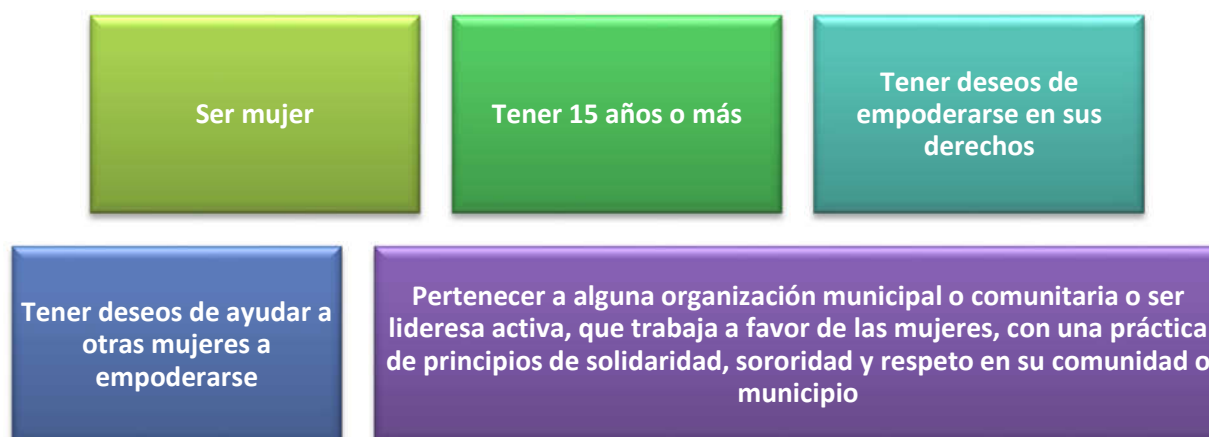 Ser mujer
Tener 15 años o más
Tener deseos de
empoderarse en sus
derechos
Tener deseos de ayudar a
otras mujeres a
empoderarse
Pertenecer a alguna organización municipal o comunitaria o ser
lideresa activa, que trabaja a favor de las mujeres, con una práctica
de principios de solidaridad, sororidad y respeto en su comunidad o
municipio